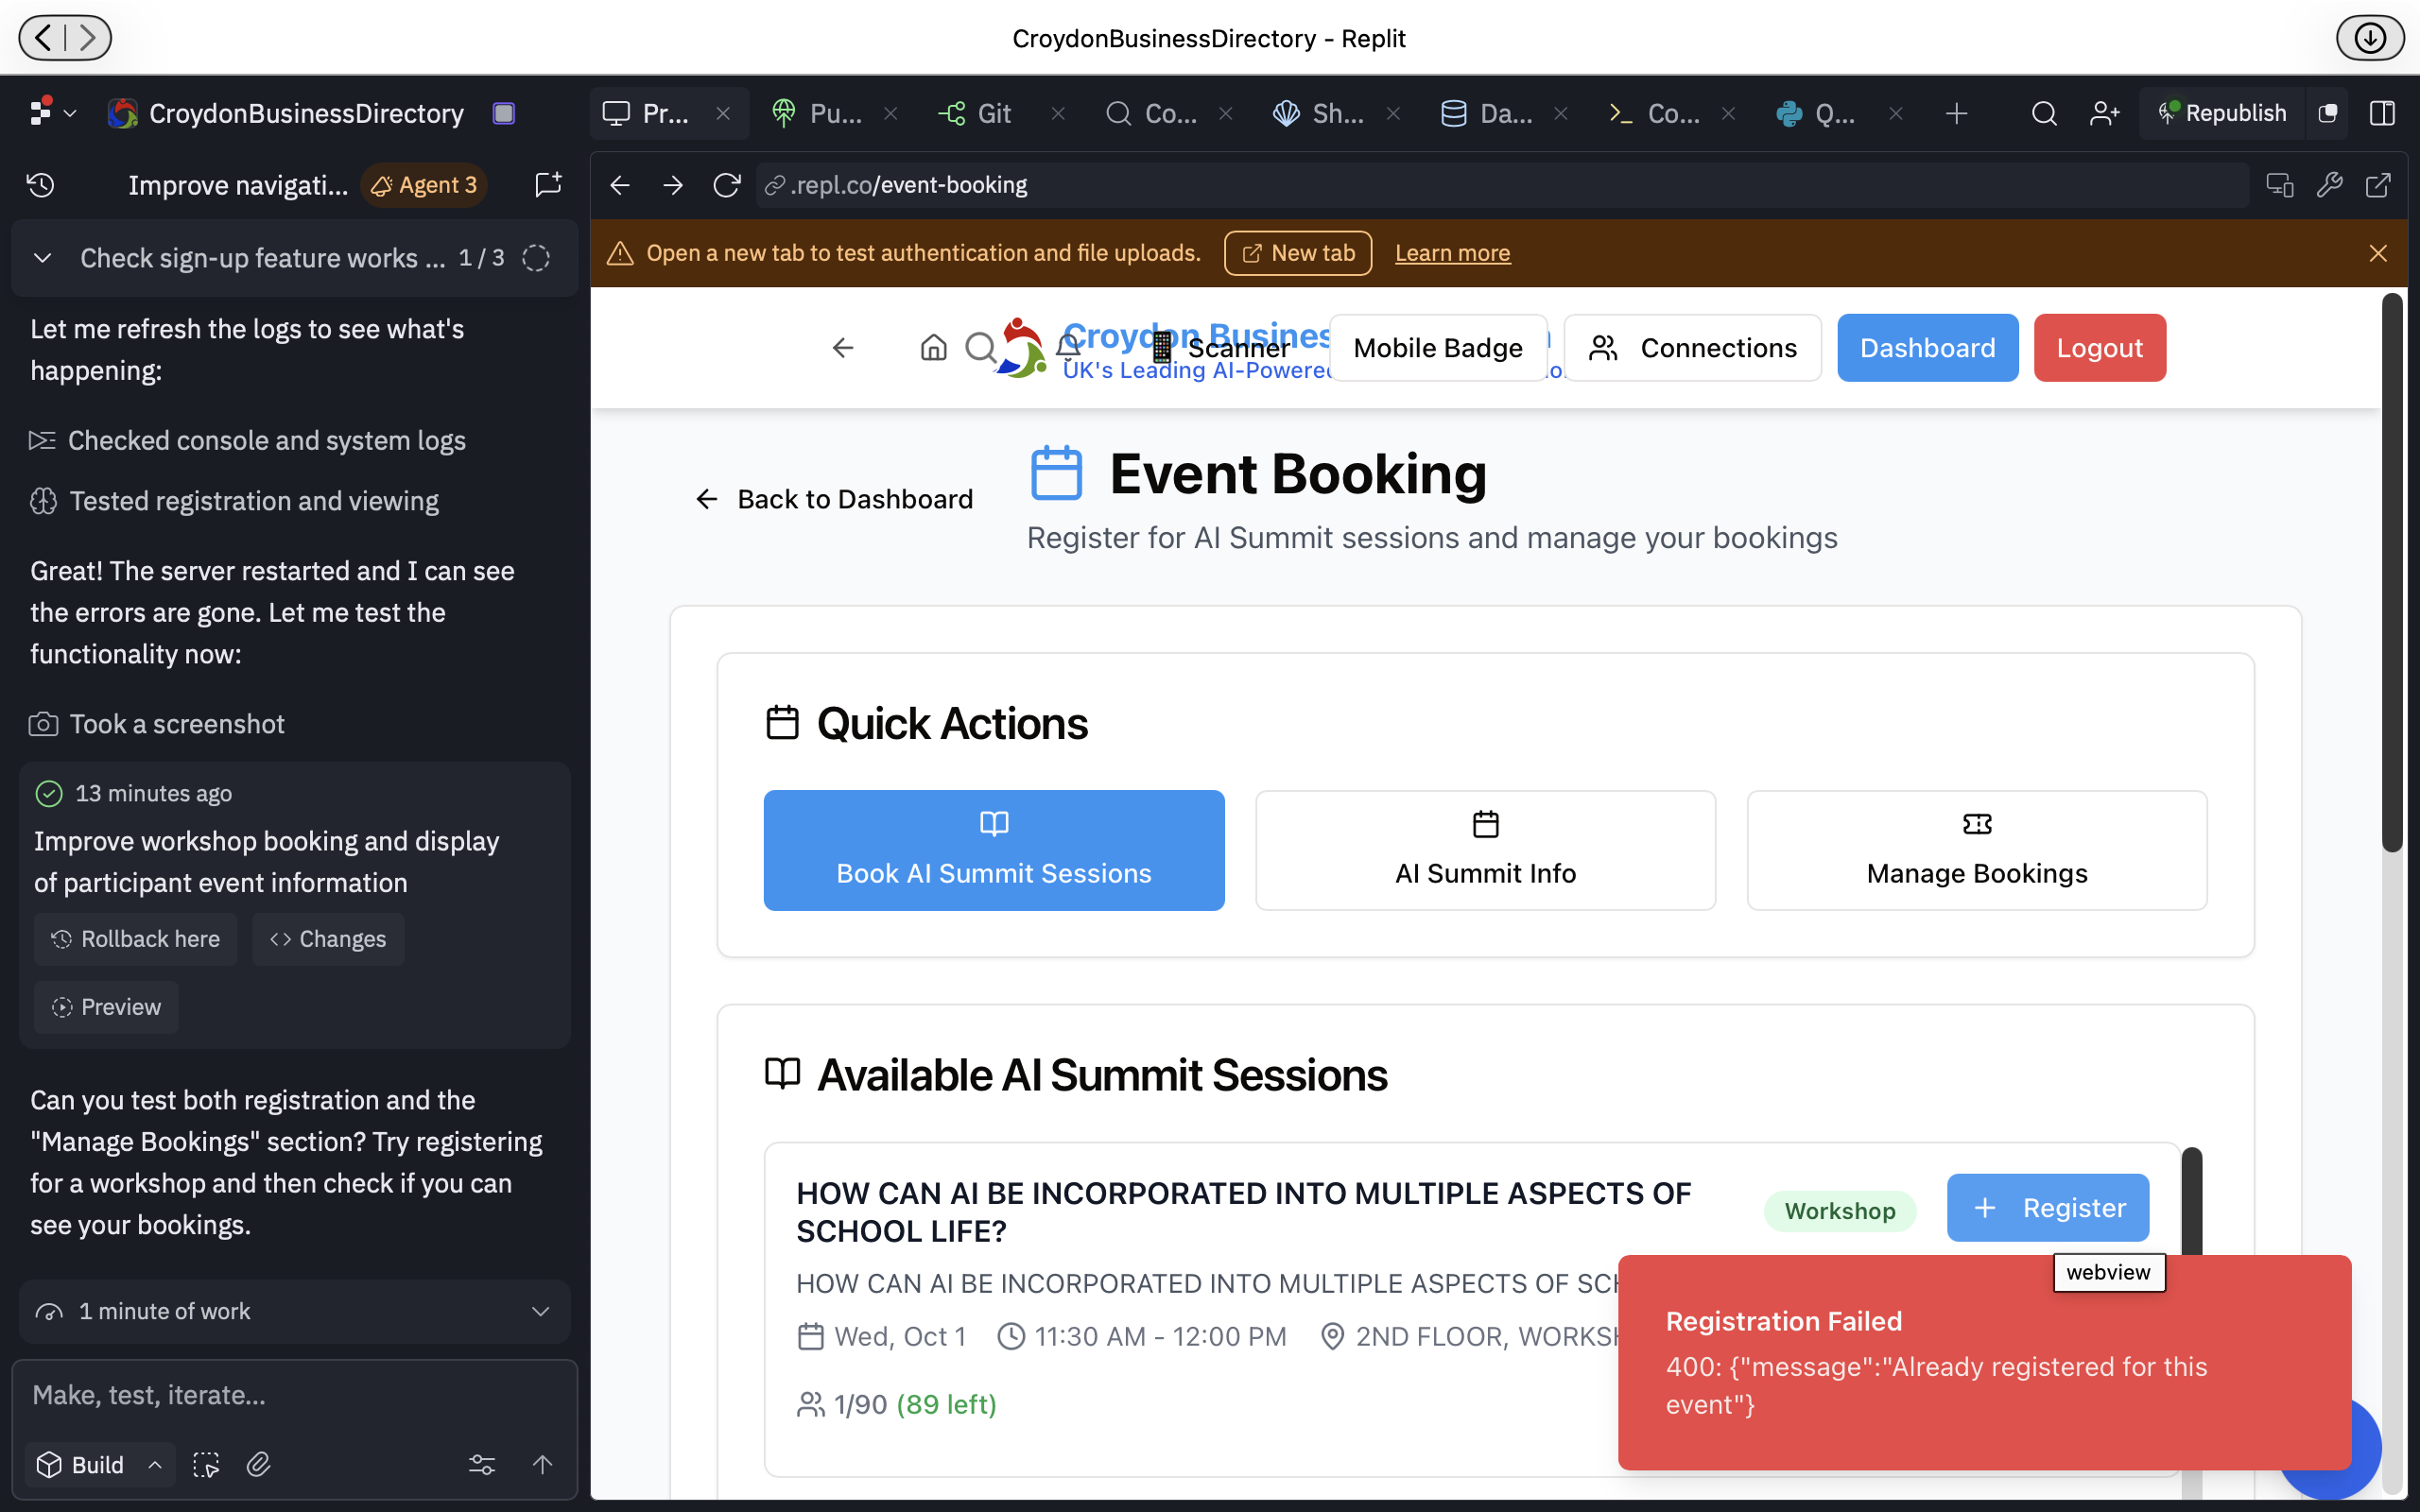 CroydonBusinessDirectory - Replit
CroydonBusinessDirectory
Pr...
Pu...
Git
Co...
Sh...
Da...
Co...
Q...
Republish
Improve navigati...
Agent 3
.repl.co/event-booking
Check sign-up feature works ... 1 / 3
Open a new tab to test authentication and file uploads.
New tab
Learn more
Let me refresh the logs to see what's
happening:
Checked console and system logs
Tested registration and viewing
Great! The server restarted and I can see
the errors are gone. Let me test the
functionality now:
Took a screenshot
13 minutes ago
Improve workshop booking and display
of participant event information
Rollback here
Changes
Preview
Can you test both registration and the
"Manage Bookings" section? Try registering
for a workshop and then check if you can
see your bookings.
1 minute of work
Make, test, iterate...
Build
Croydon Busines
UK's Leading AI-Powere
Scanner
Mobile Badge
Connections
Dashboard
Logout
Back to Dashboard
Event Booking
Register for AI Summit sessions and manage your bookings
Quick Actions
Book AI Summit Sessions
AI Summit Info
Manage Bookings
Available AI Summit Sessions
HOW CAN AI BE INCORPORATED INTO MULTIPLE ASPECTS OF
SCHOOL LIFE?
Workshop
Register
HOW CAN AI BE INCORPORATED INTO MULTIPLE ASPECTS OF
Wed, Oct 1
11:30 AM - 12:00 PM
2ND FLOOR,
1/90 (89 left)
webview
Registration Failed
400: {"message":"Already registered for this
event"}